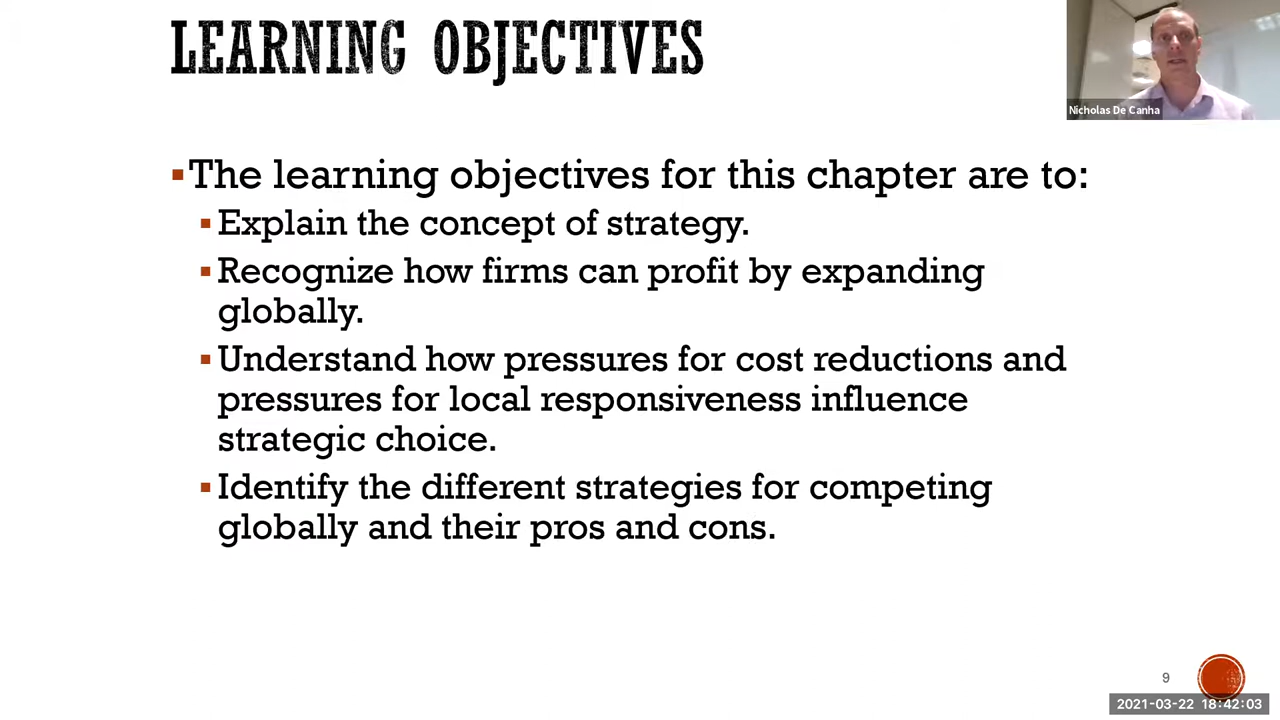 LEARNING OBJECTIVES
Nicholas De Canha
▪The learning objectives for this chapter are to:
▪Explain the concept of strategy.
▪Recognize how firms can profit by expanding
globally.
▪Understand how pressures for cost reductions and
pressures for local responsiveness influence
strategic choice.
▪Identify the different strategies for competing
globally and their pros and cons.
9
2021-03-22 18:42:03